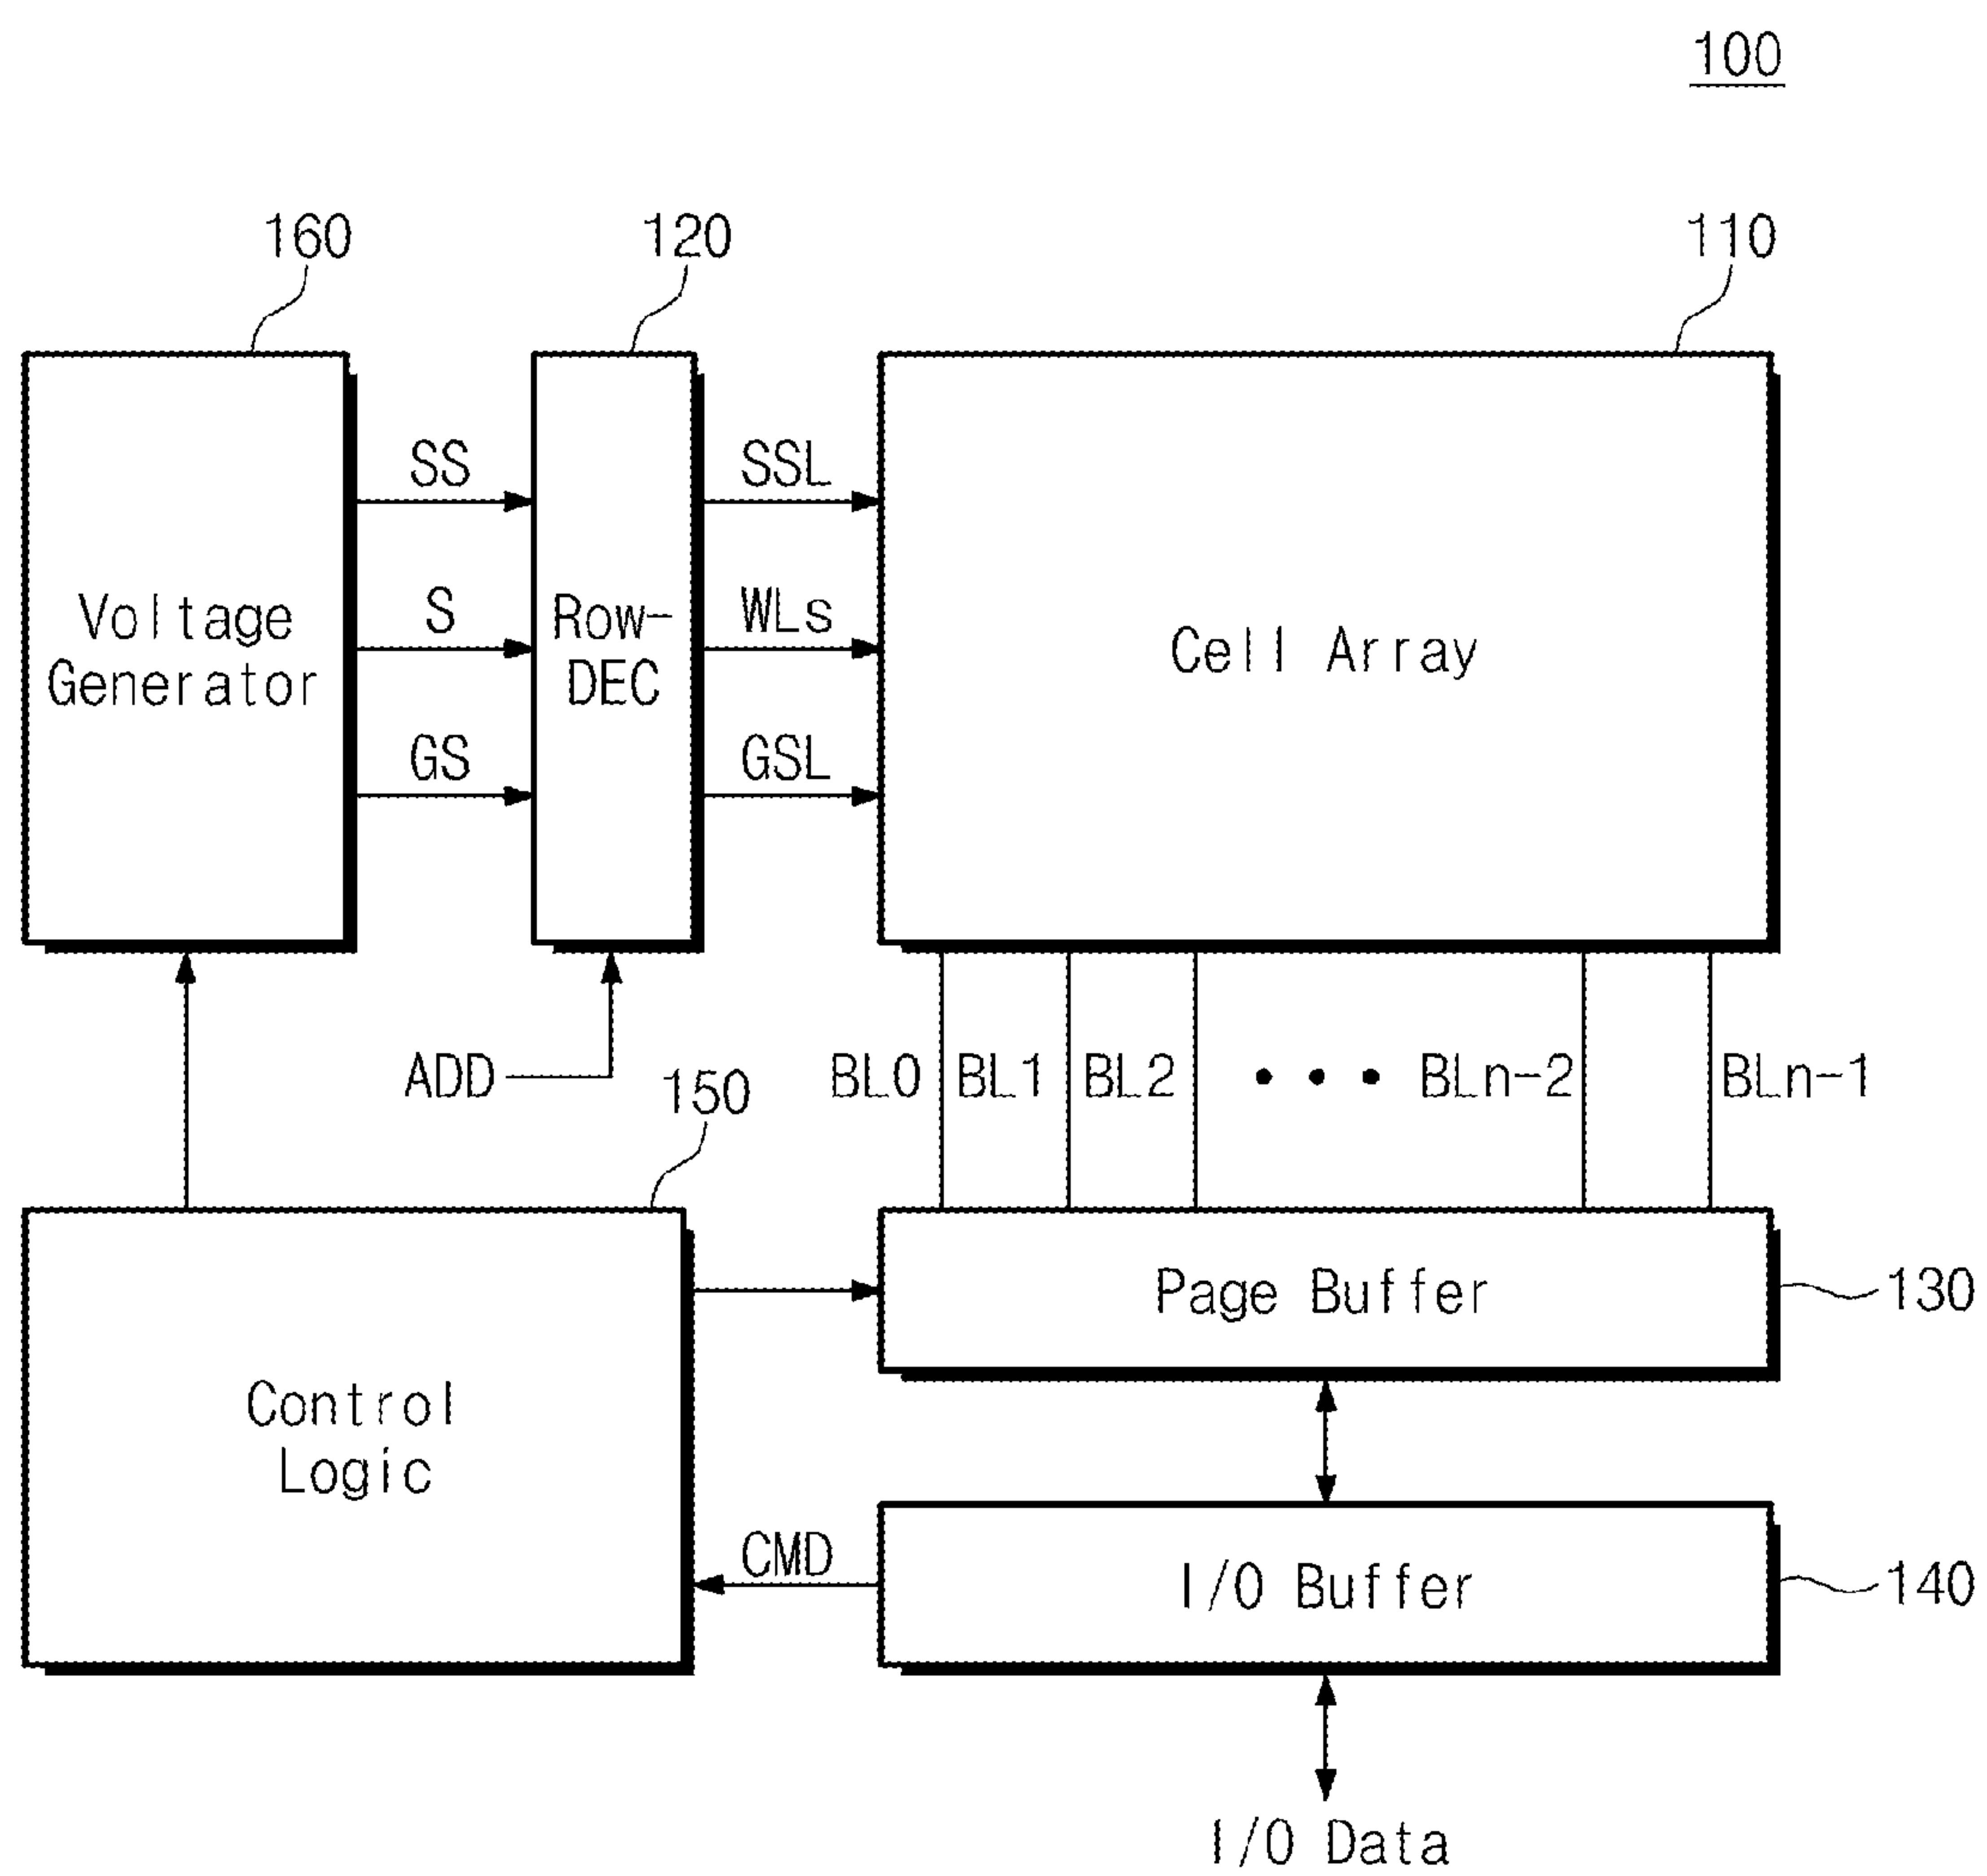 100
160
120
110
SS
SSL
S
WLs
Voltage
Generator
Row-
DEC
Cell Array
GS
GSL
ADD
150
BL0
BL1
BL2
• • •
BLn-2
BLn-1
Page Buffer
130
Control
Logic
CMD
I/O Buffer
140
I/O Data